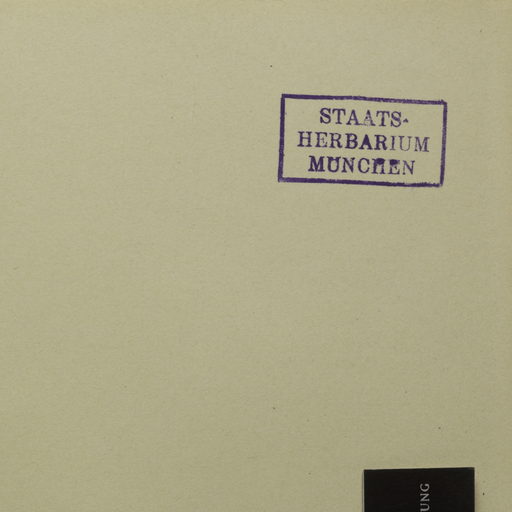 STAATS-
HERBARIUM
MÜNCHEN
UNG